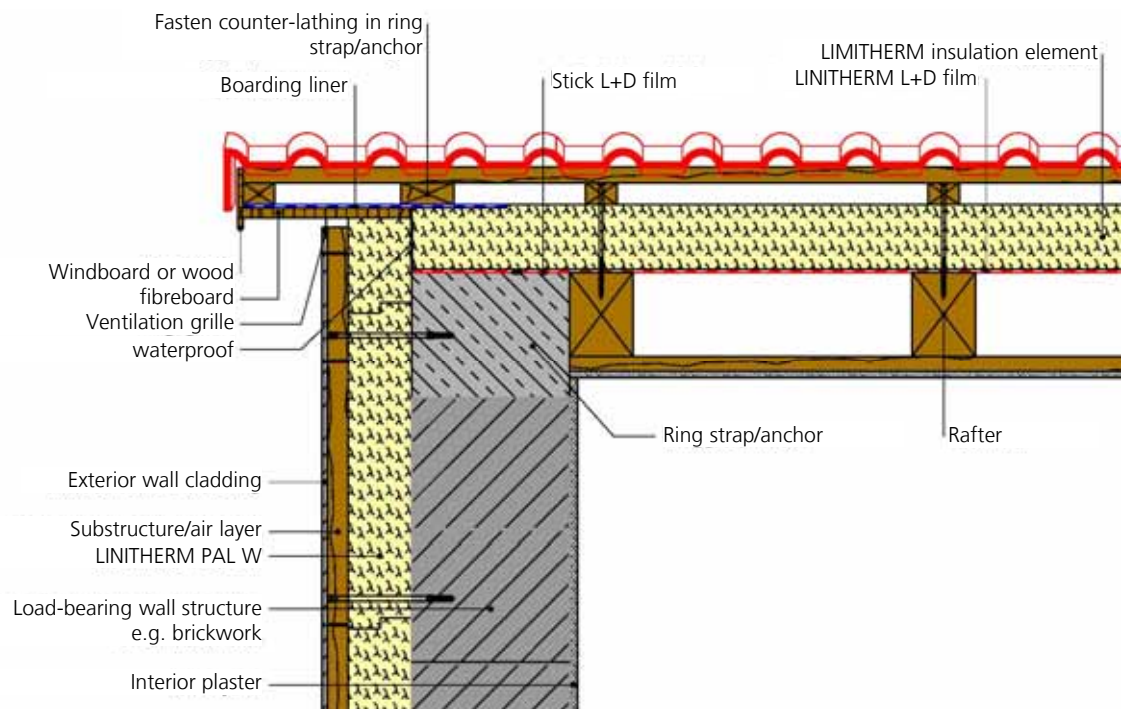 Fasten counter-lathing in ring
strap/anchor
LIMITHERM insulation element
Boarding liner
Stick L+D film
LINITHERM L+D film
Windboard or wood
fibreboard
Ventilation grille
waterproof
Ring strap/anchor
Rafter
Exterior wall cladding
Substructure/air layer
LINITHERM PAL W
Load-bearing wall structure
e.g. brickwork
Interior plaster